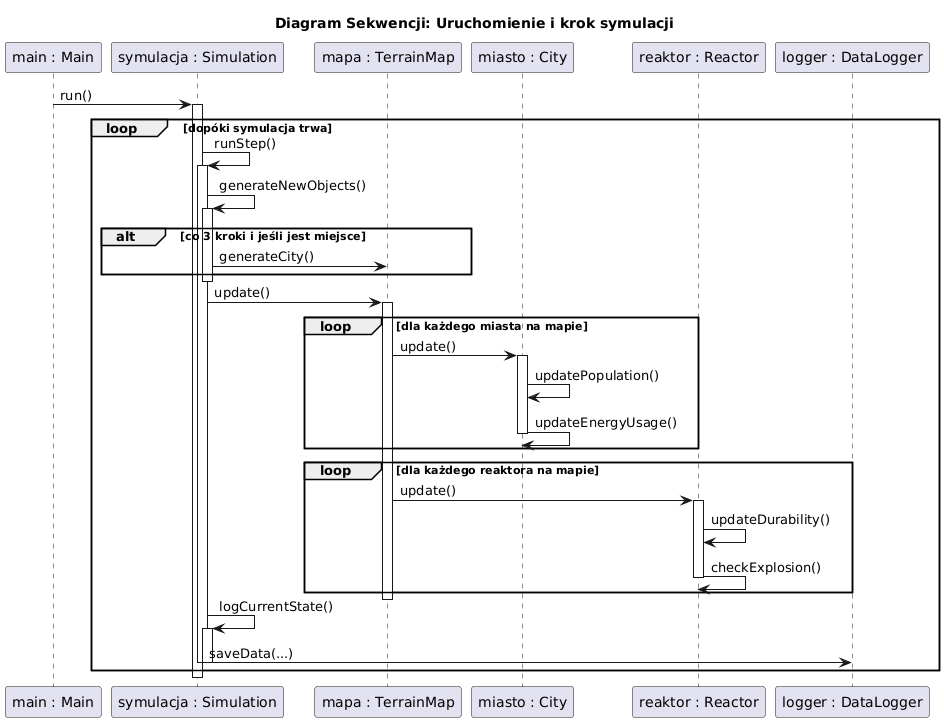 Diagram Sekwencji: Uruchomienie i krok symulacji
main : Main
symulacja : Simulation
mapa : TerrainMap
miasto : City
reaktor : Reactor
logger : DataLogger
run()
loop
[dopóki symulacja trwa]
runStep()
generateNewObjects()
alt
[co 3 kroki i jeśli jest miejsce]
generateCity()
update()
loop
[dla każdego miasta na mapie]
update()
updatePopulation()
updateEnergyUsage()
loop
[dla każdego reaktora na mapie]
update()
updateDurability()
checkExplosion()
logCurrentState()
saveData(...)
main : Main
symulacja : Simulation
mapa : TerrainMap
miasto : City
reaktor : Reactor
logger : DataLogger